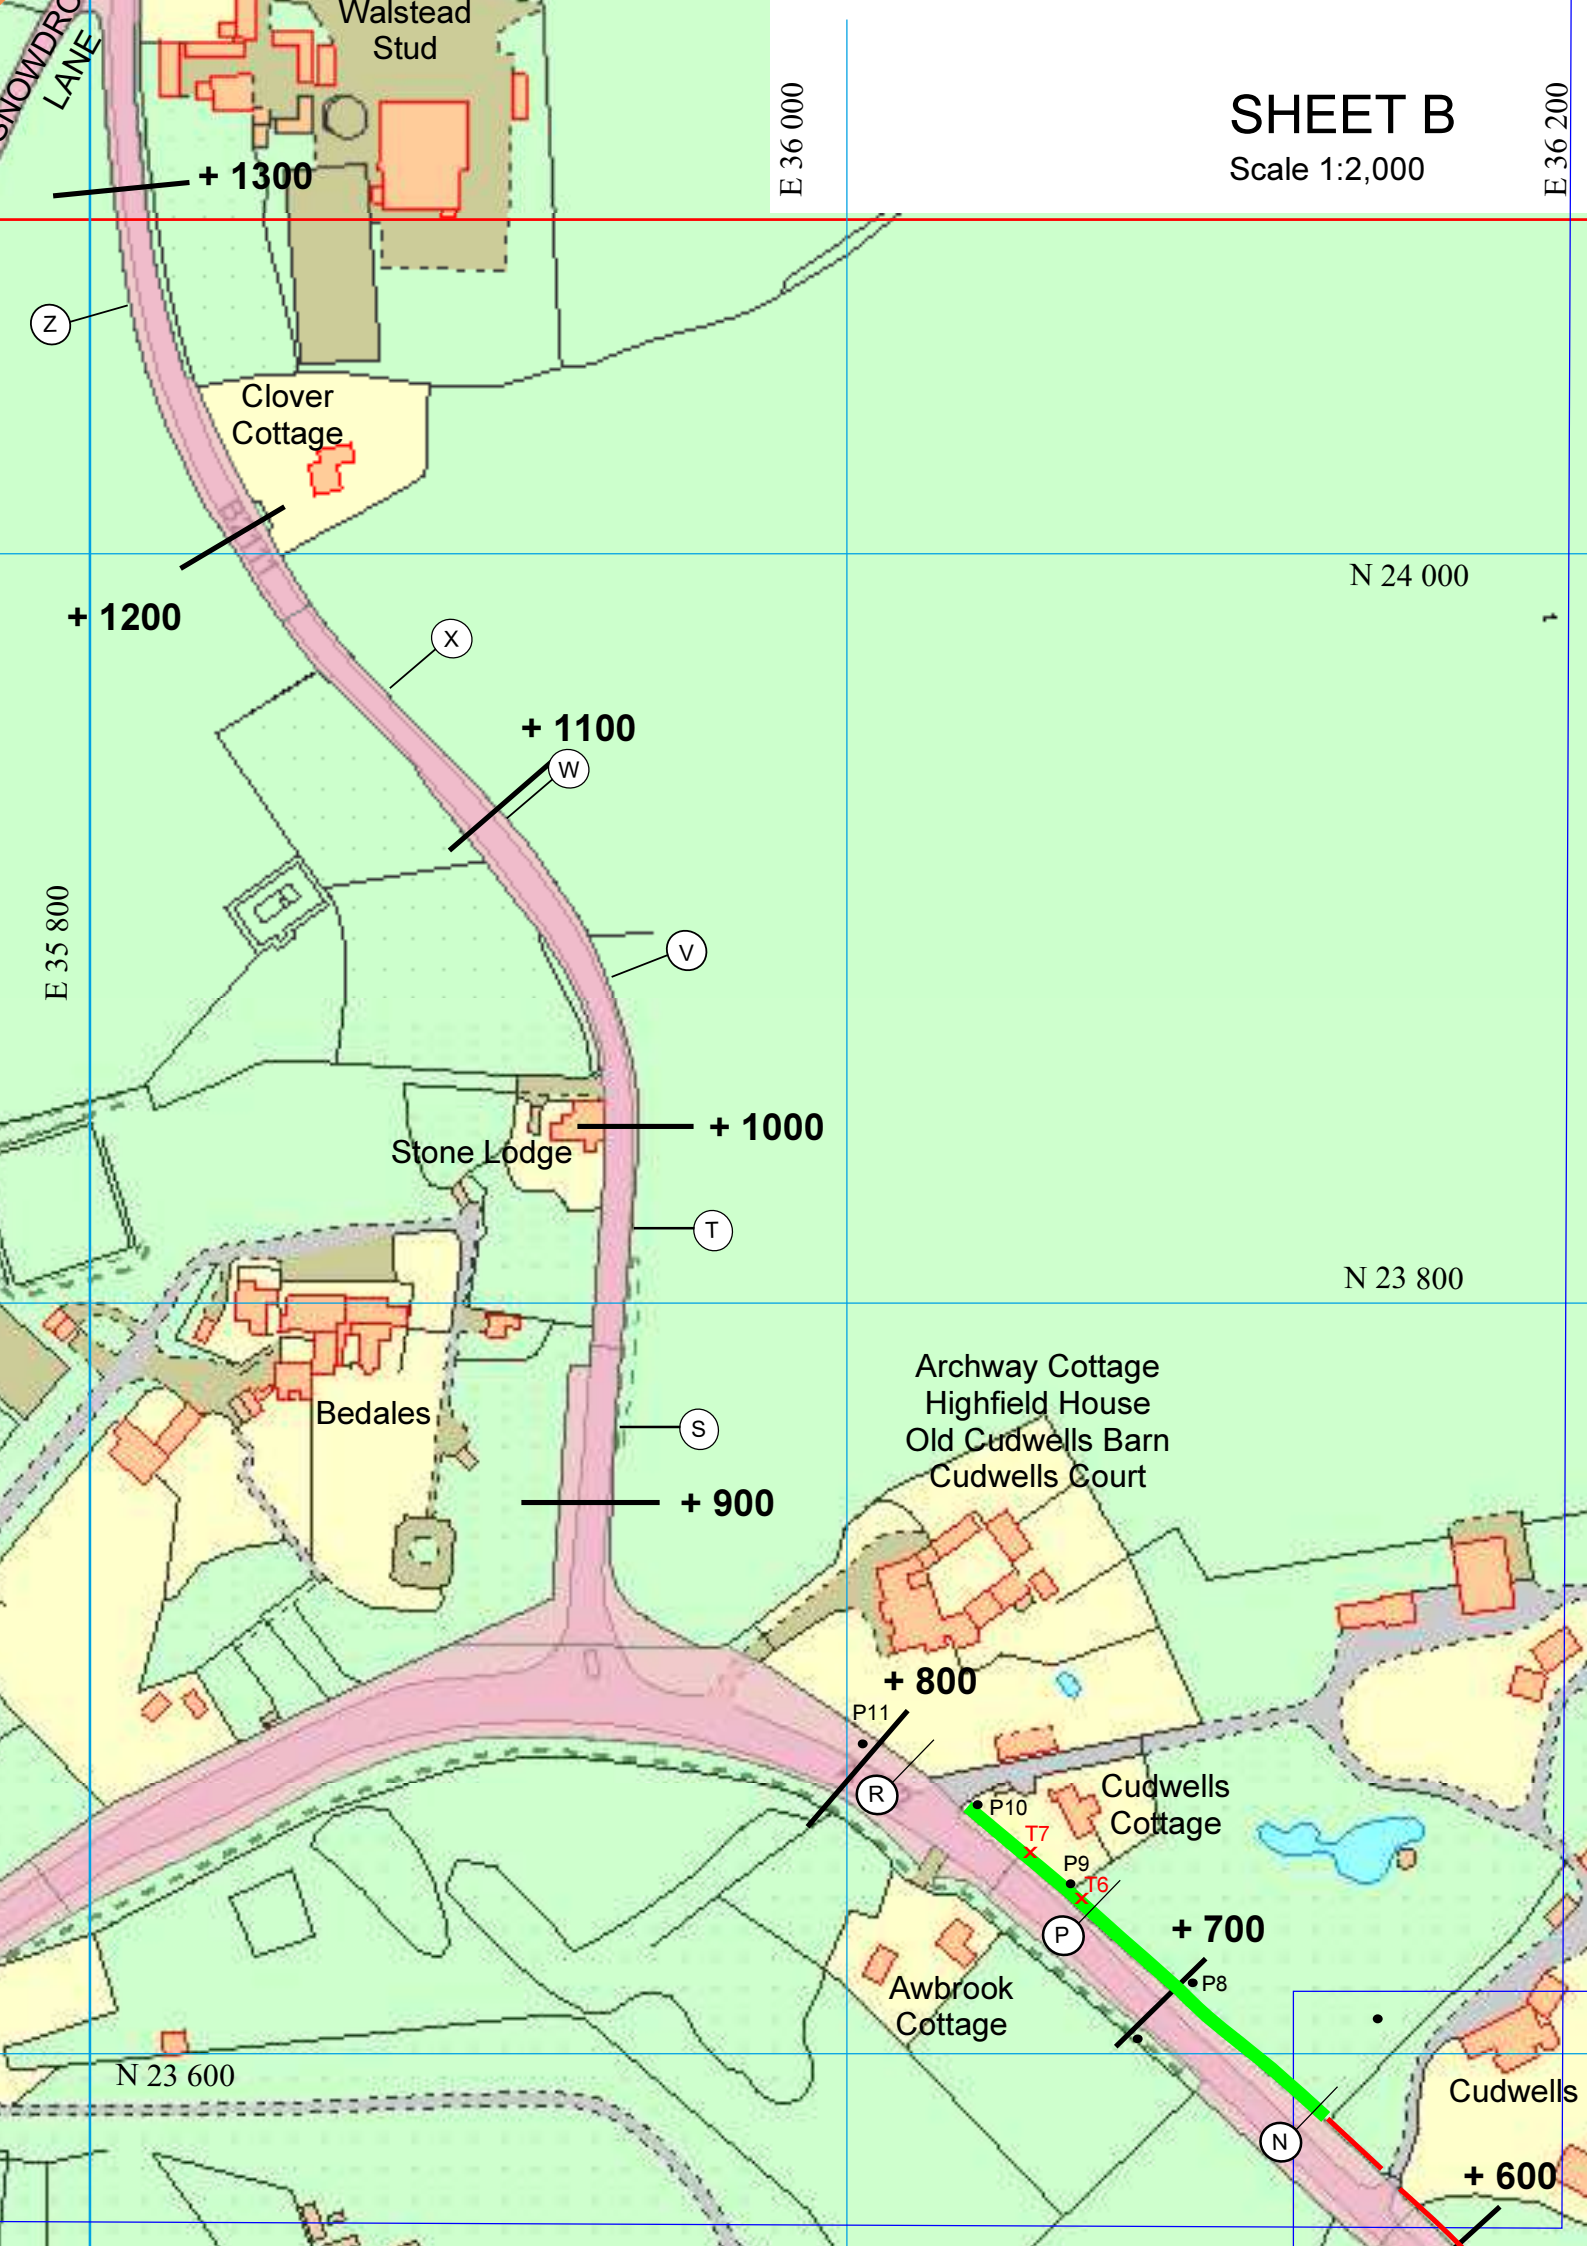 Walstead
Stud
SNOWDRO
LANE
E 36 000
SHEET B
Scale 1:2,000
E 36 200
+ 1300
Z
Clover
Cottage
B2111
N 24 000
+ 1200
X
+ 1100
W
E 35 800
V
+ 1000
Stone Lodge
T
N 23 800
Archway Cottage
Highfield House
Old Cudwells Barn
Cudwells Court
Bedales
S
+ 900
+ 800
P11
R
P10
Cudwells
Cottage
T7
P9
T6
P
+ 700
P8
Awbrook
Cottage
N 23 600
Cudwells
N
+ 600